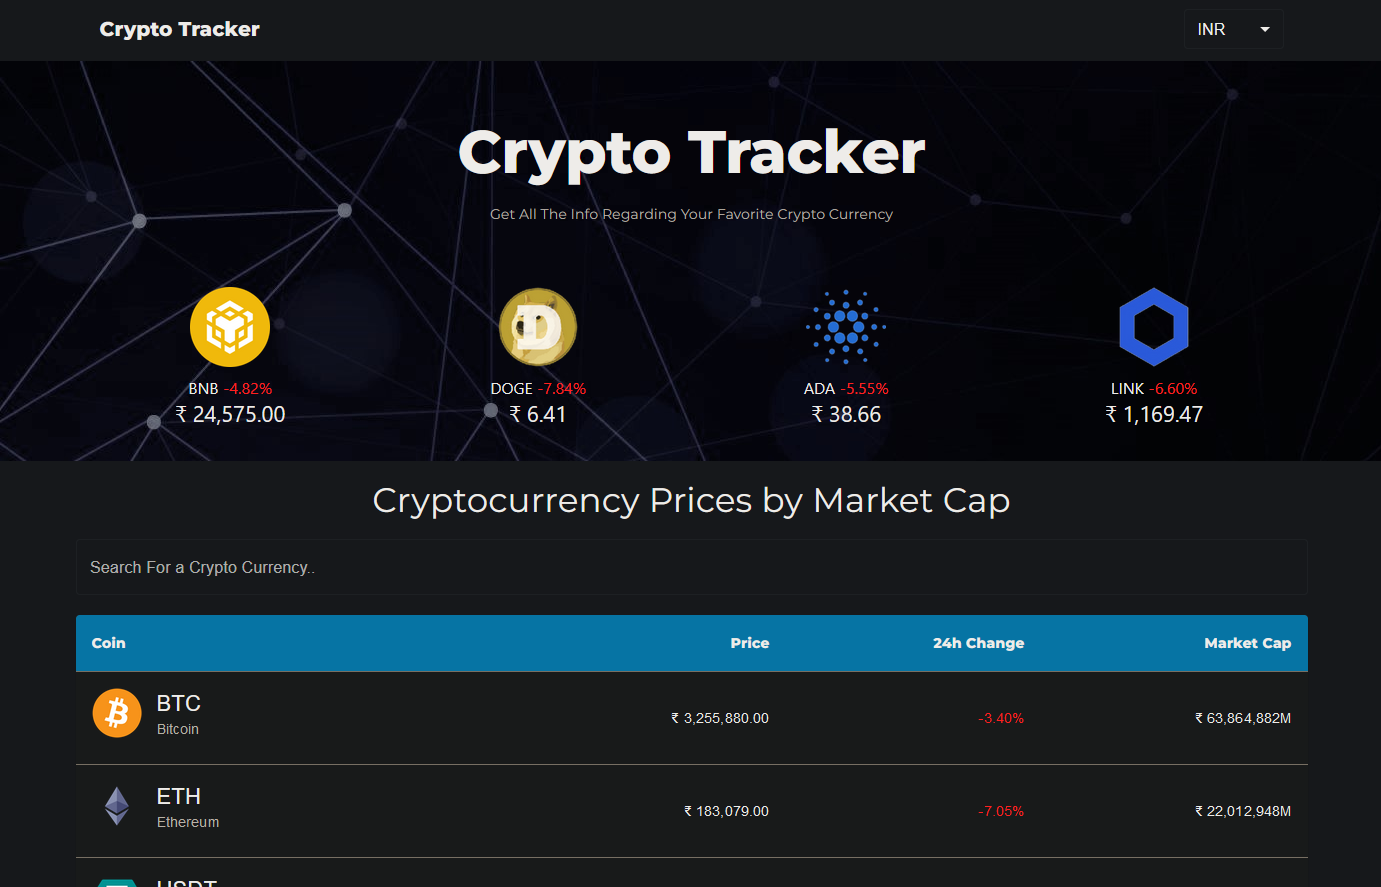 Crypto Tracker
INR
Crypto Tracker
Get All The Info Regarding Your Favorite Crypto Currency
BNB -4.82%
₹ 24,575.00
DOGE -7.84%
₹ 6.41
ADA -5.55%
₹ 38.66
LINK -6.60%
₹ 1,169.47
Cryptocurrency Prices by Market Cap
Search For a Crypto Currency..
Coin Price 24h Change Market Cap
BTC
Bitcoin
₹ 3,255,880.00 -3.40% ₹ 63,864,882M
ETH
Ethereum
₹ 183,079.00 -7.05% ₹ 22,012,948M
USDT